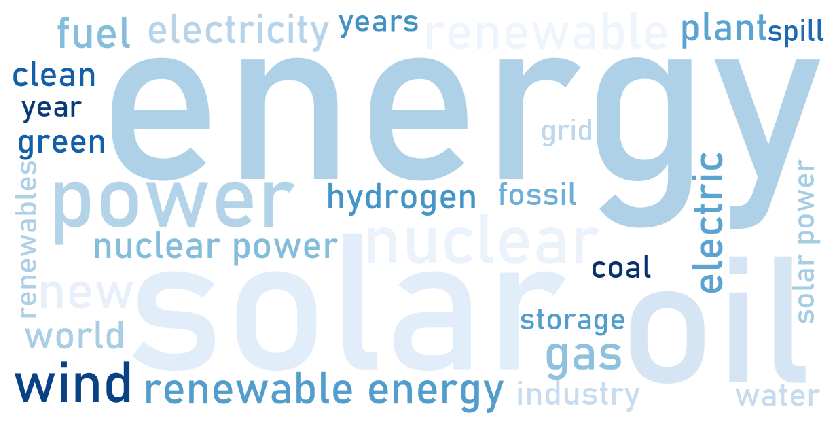 fuel electricity years renewable plant spill
clean
year
green
energy
grid
power hydrogen fossil
renewables
nuclear power nuclear
electric
solar power
coal
new solar oil
world
storage
gas
wind renewable energy industry water